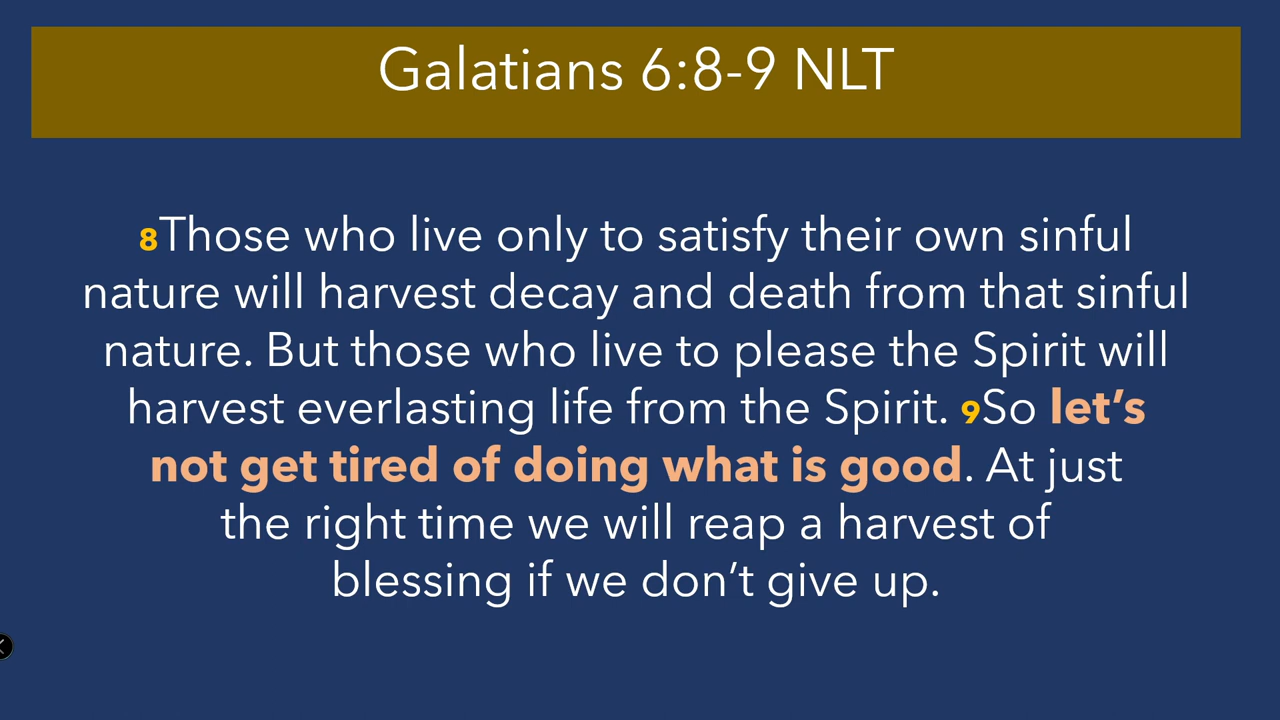 Galatians 6:8-9 NLT
8Those who live only to satisfy their own sinful
nature will harvest decay and death from that sinful
nature. But those who live to please the Spirit will
harvest everlasting life from the Spirit. 9So let’s
not get tired of doing what is good. At just
the right time we will reap a harvest of
blessing if we don’t give up.